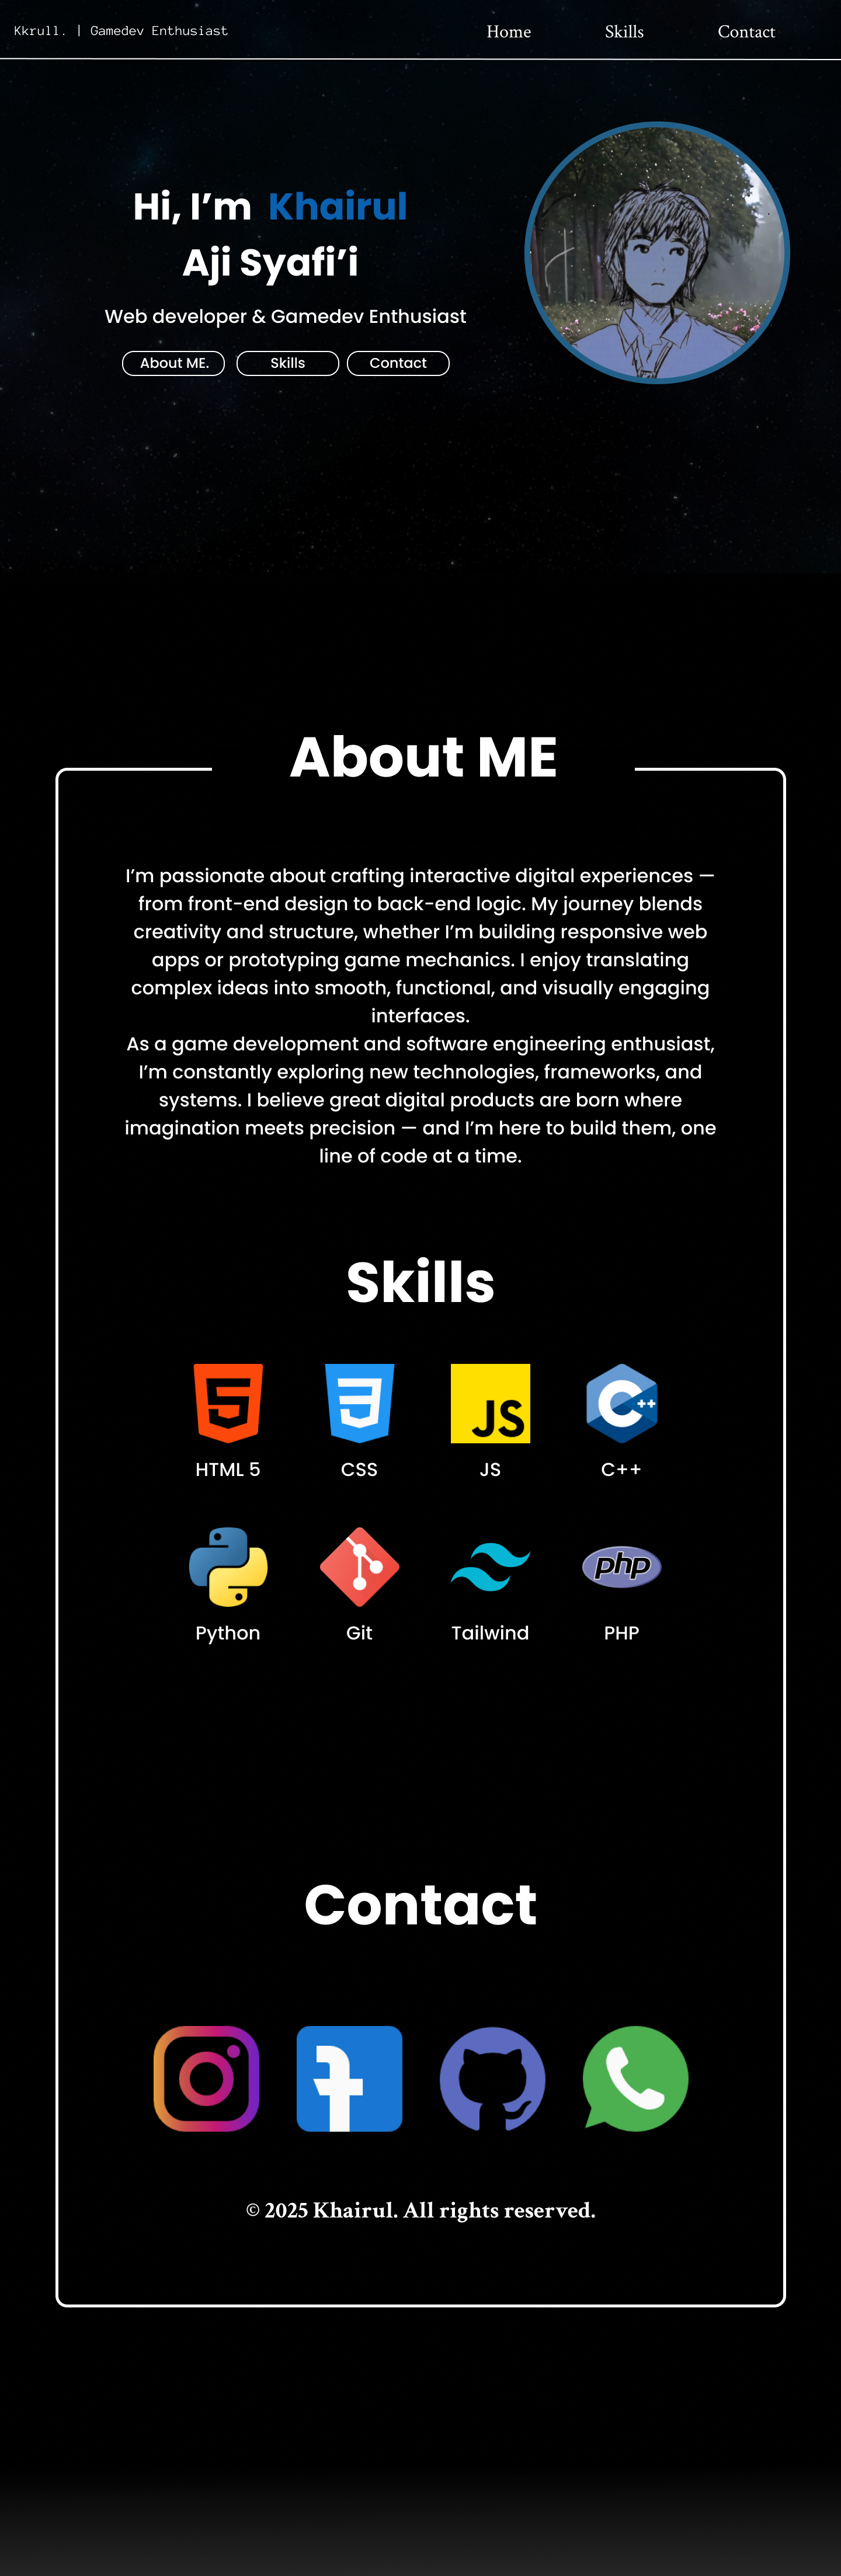 Kkrull. | Gamedev Enthusiast
Home
Skills
Contact
Hi, I’m Khairul
Aji Syafi’i
Web developer & Gamedev Enthusiast
About ME.
Skills
Contact
About ME
I’m passionate about crafting interactive digital experiences —
from front-end design to back-end logic. My journey blends
creativity and structure, whether I’m building responsive web
apps or prototyping game mechanics. I enjoy translating
complex ideas into smooth, functional, and visually engaging
interfaces.
As a game development and software engineering enthusiast,
I’m constantly exploring new technologies, frameworks, and
systems. I believe great digital products are born where
imagination meets precision — and I’m here to build them, one
line of code at a time.
Skills
5
3
JS
C++
HTML 5
CSS
JS
C++
php
Python
Git
Tailwind
PHP
Contact
f
© 2025 Khairul. All rights reserved.